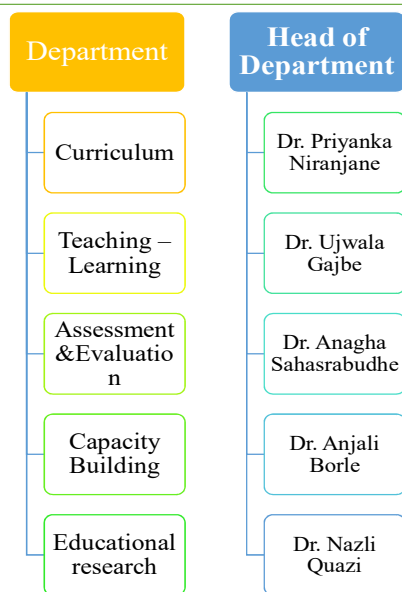 Department
Curriculum
Teaching –
Learning
Assessment
&Evaluatio
n
Capacity
Building
Educational
research
Head of
Department
Dr. Priyanka
Niranjane
Dr. Ujwala
Gajbe
Dr. Anagha
Sahasrabudhe
Dr. Anjali
Borle
Dr. Nazli
Quazi